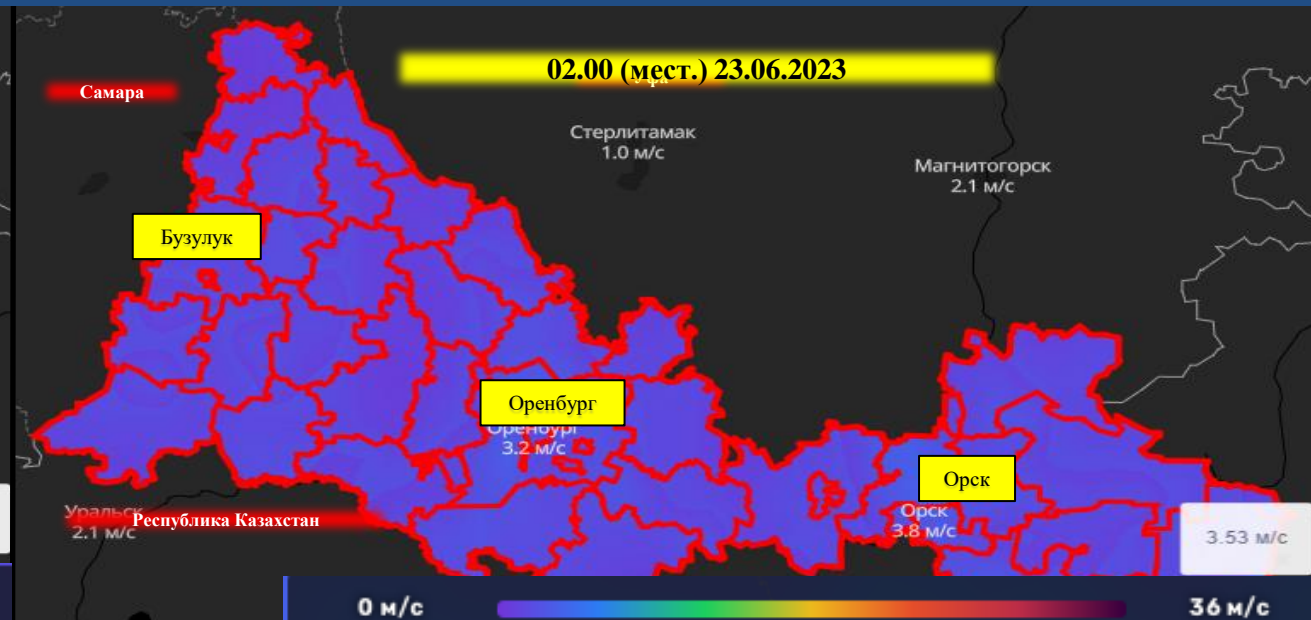 02.00 (мест.) 23.06.2023
Самара
Стерлитамак
1.0 м/с
Магнитогорск
2.1 м/с
Бузулук
Оренбург
Оренбург
3.2 м/с
Орск
Орск
3.8 м/с
Уральск
2.1 м/с
Республика Казахстан
3.53 м/с
0 м/с
36 м/с